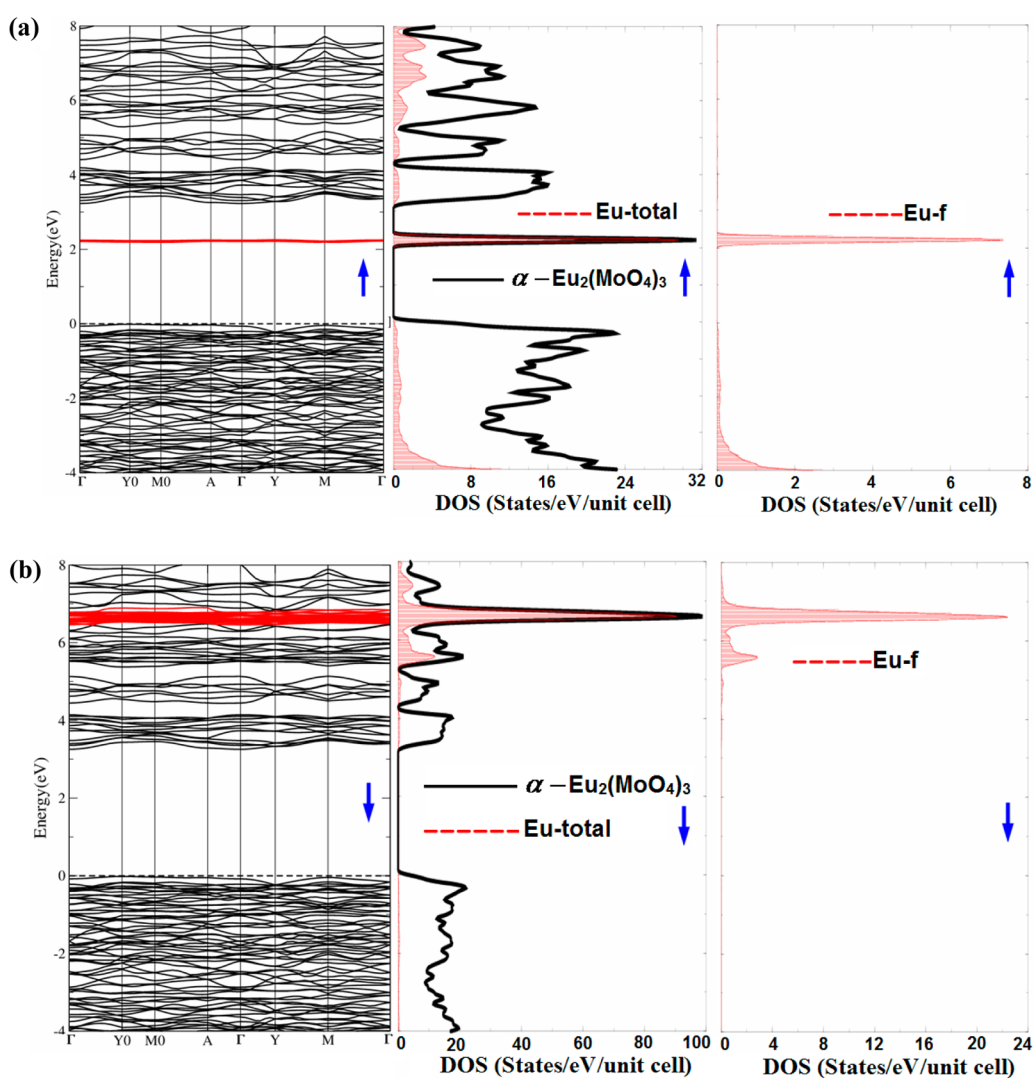 (a)
8
6
4
2
0
-2
-4
Energy(eV)
Γ Y0 M0 A Γ Y M Γ
Eu-total
α – Eu₂(MoO₄)₃
0 8 16 24 32
DOS (States/eV/unit cell)
Eu-f
0 2 4 6 8
DOS (States/eV/unit cell)
(b)
8
6
4
2
0
-2
-4
Energy(eV)
Γ Y0 M0 A Γ Y M Γ
α – Eu₂(MoO₄)₃
Eu-total
0 20 40 60 80 100
DOS (States/eV/unit cell)
Eu-f
0 4 8 12 16 20 24
DOS (States/eV/unit cell)